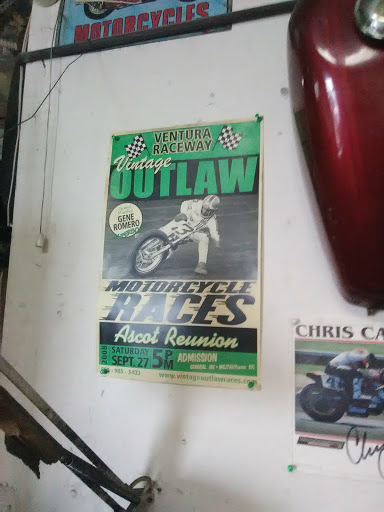 MOTORCYCLES
VENTURA
RACEWAY
Vintage
OUTLAW
GENE
ROMERO
MOTORCYCLE
RACES
Ascot Reunion
2008
SATURDAY
SEPT. 27
5PM
ADMISSION
www.vintageoutlawraces.com
CHRIS CA